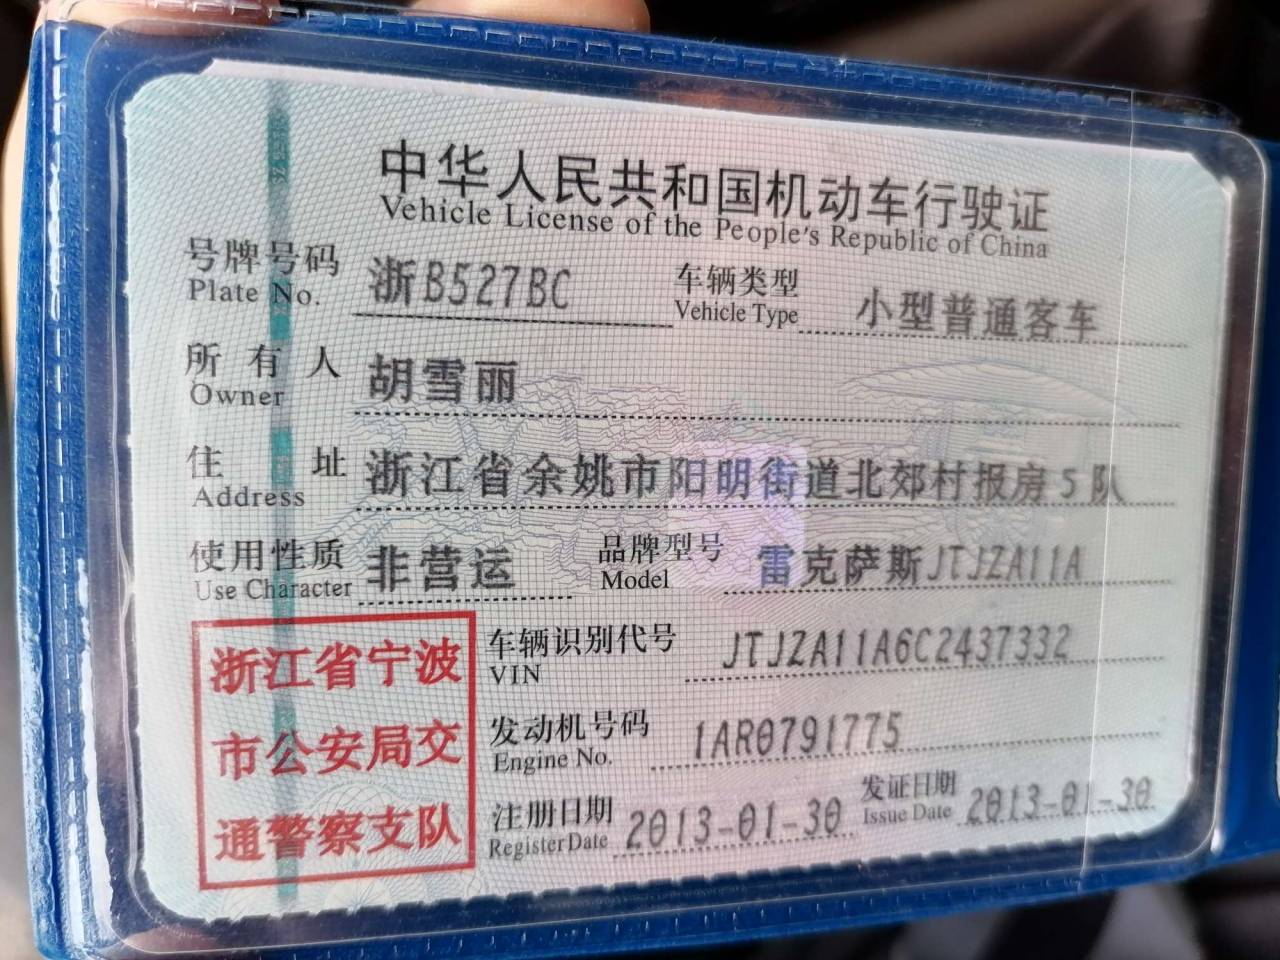 中华人民共和国机动车行驶证
Vehicle License of the People's Republic of China
号牌号码 浙B527BC 车辆类型 小型普通客车
Plate No. Vehicle Type
所有人 胡雪丽
Owner
住址 浙江省余姚市阳明街道北郊村报房5队
Address
使用性质 非营运 品牌型号 雷克萨斯JTJZA11A
Use Character Model
浙江省宁波
市公安局交
通警察支队
车辆识别代号 JTJZA11A6C2437332
VIN
发动机号码 1AR0791775
Engine No.
注册日期 2013-01-30 发证日期 2013-01-30
Register Date Issue Date